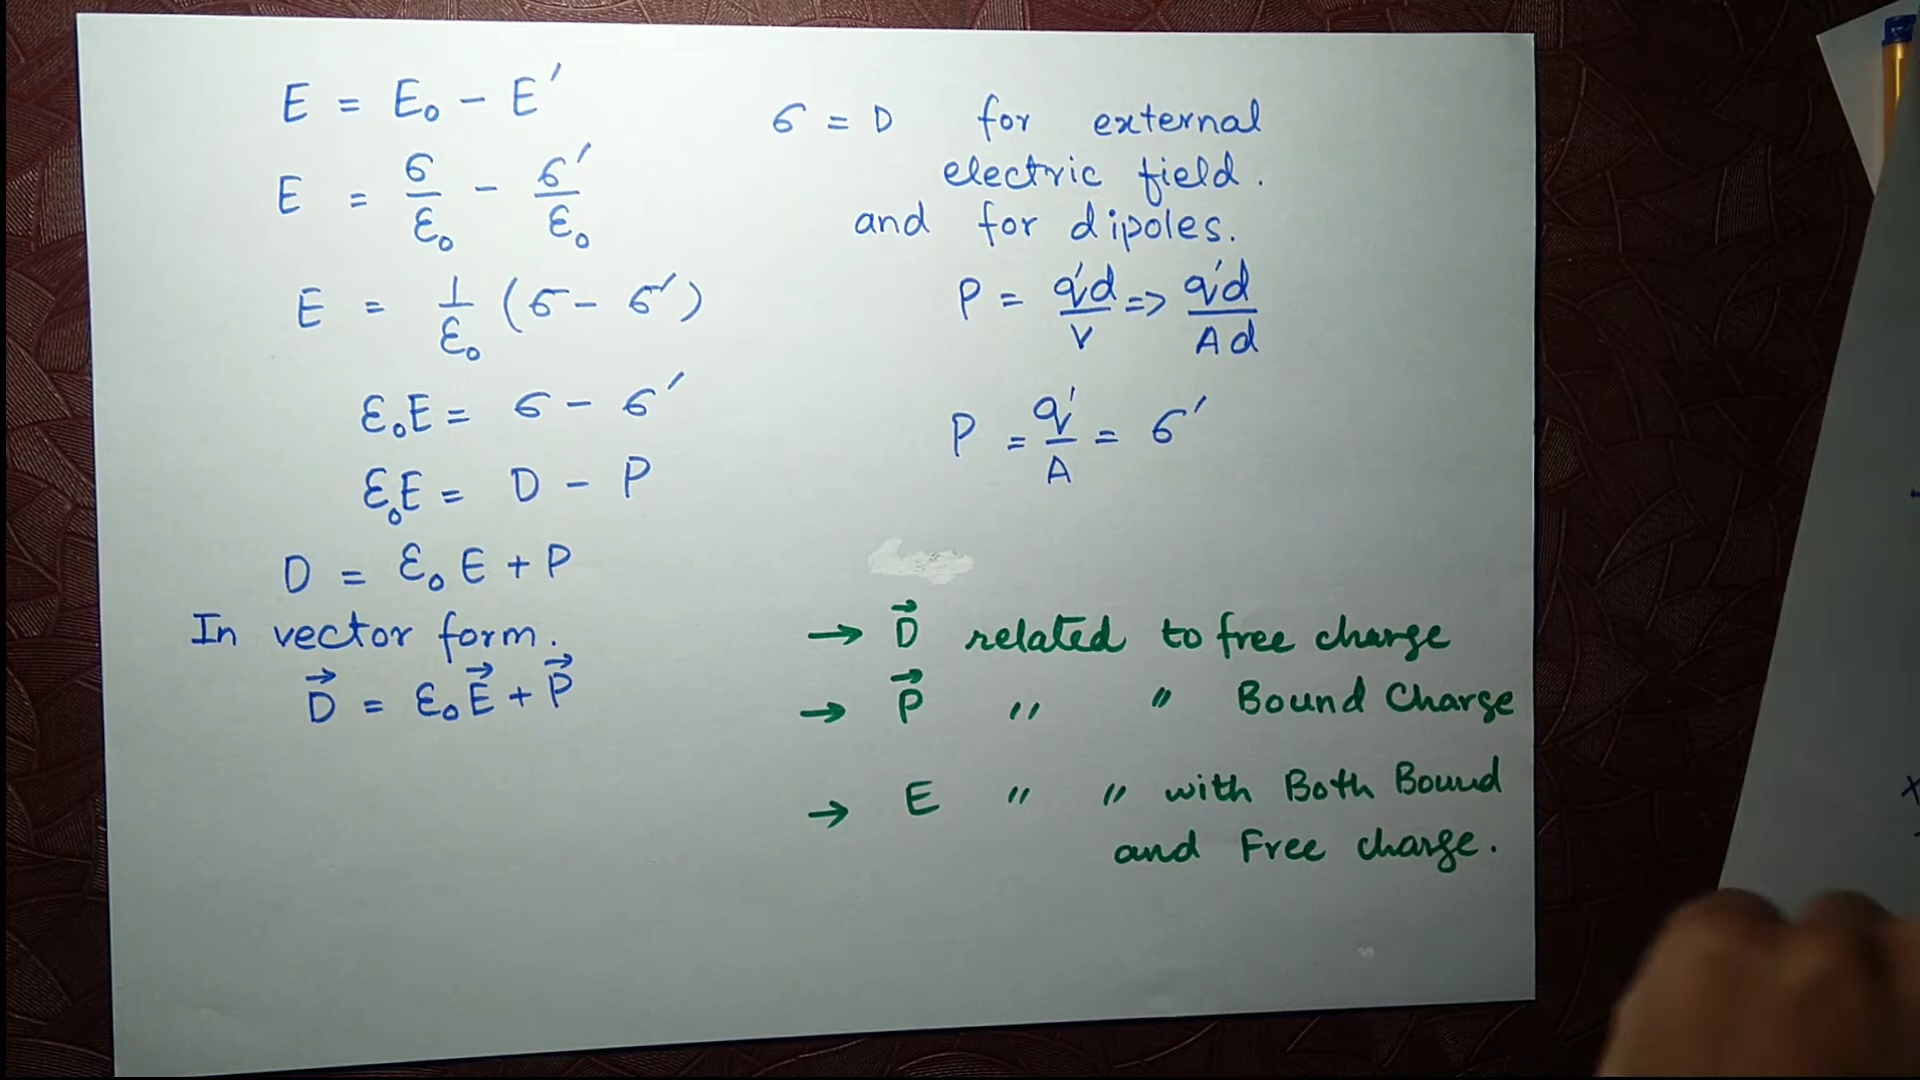 E = E₀ - E'
E = σ/ε₀ - σ'/ε₀
E = 1/ε₀ (σ - σ')
ε₀E = σ - σ'
ε₀E = D - P
D = ε₀ E + P
In vector form.
D⃗ = ε₀E⃗ + P⃗
σ = D for external
electric field.
and for dipoles.
P = q'd/V => q'd/Ad
P = q'/A = σ'
→ D⃗ related to free charge
→ P⃗ " " Bound Charge
→ E " " with Both Bound
and Free charge.